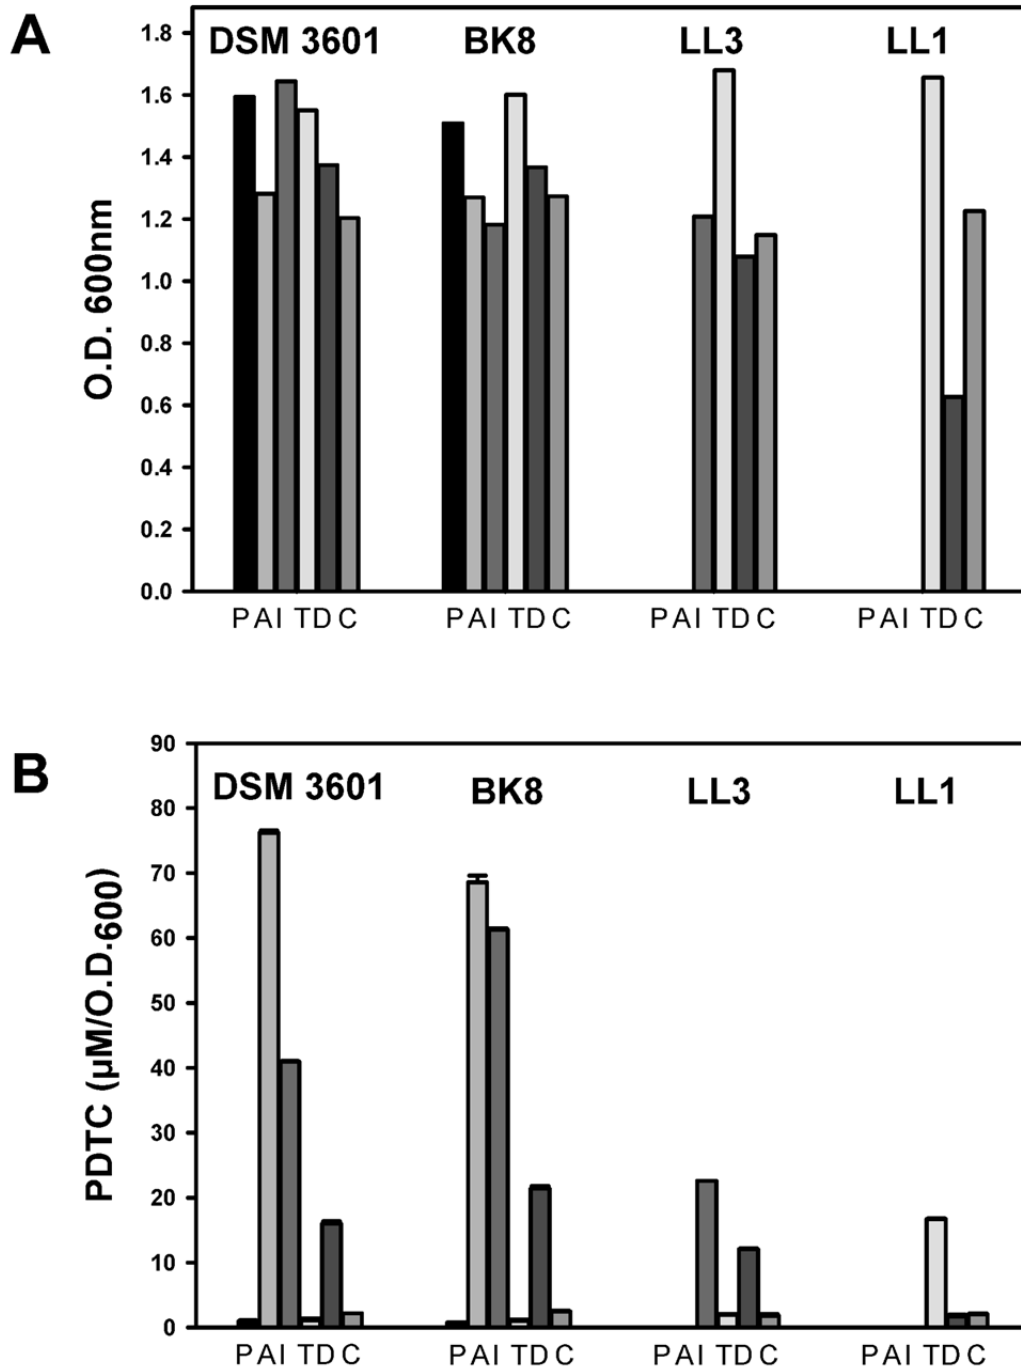 A
DSM 3601 BK8 LL3 LL1
1.8
1.6
1.4
1.2
1.0
0.8
0.6
0.4
0.2
0.0
O.D. 600nm
PAI TDC PAI TDC PAI TDC PAI TDC
B
90
DSM 3601 BK8 LL3 LL1
80
70
60
50
40
30
20
10
0
PDTC (µM/O.D.600)
PAI TDC PAI TDC PAI TDC PAI TDC